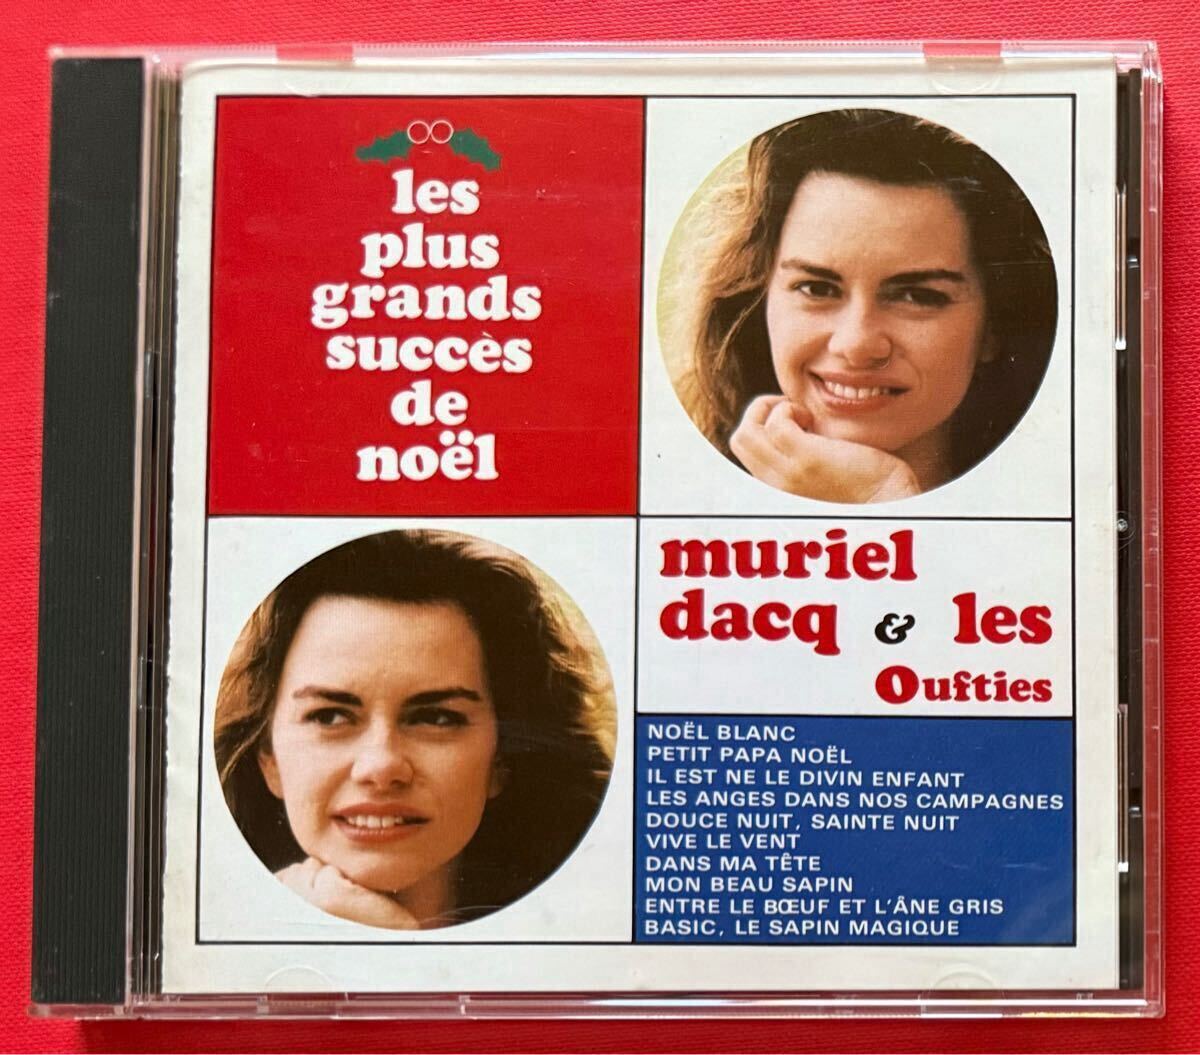 les
plus
grands
succès
de
noël
muriel
dacq & les
Oufties
NOËL BLANC
PETIT PAPA NOËL
IL EST NE LE DIVIN ENFANT
LES ANGES DANS NOS CAMPAGNES
DOUCE NUIT, SAINTE NUIT
VIVE LE VENT
DANS MA TÊTE
MON BEAU SAPIN
ENTRE LE BŒUF ET L'ÂNE GRIS
BASIC, LE SAPIN MAGIQUE